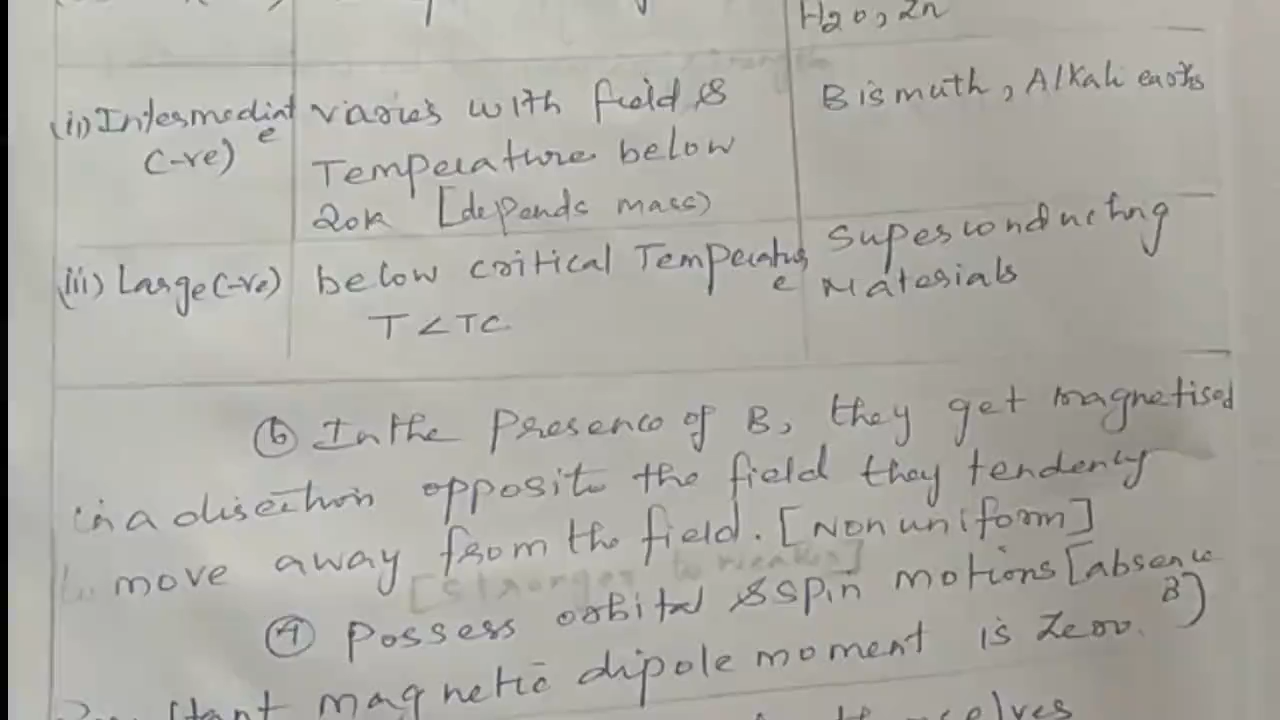 H2O, Zn
(ii) Intermediate varies with field & Bismuth, Alkali earths
(-ve) Temperature below
20K [depends mass)
(iii) Large(-ve) below critical Temperature Superconducting
T < TC Materials
⑥ In the Presence of B, they get magnetised
in a direction opposite the field they tendency
move away from the field. [Non uniform]
[stronger to weaker]
⑦ Possess orbital & spin motions [absence B)
magnetic dipole moment is Zero.